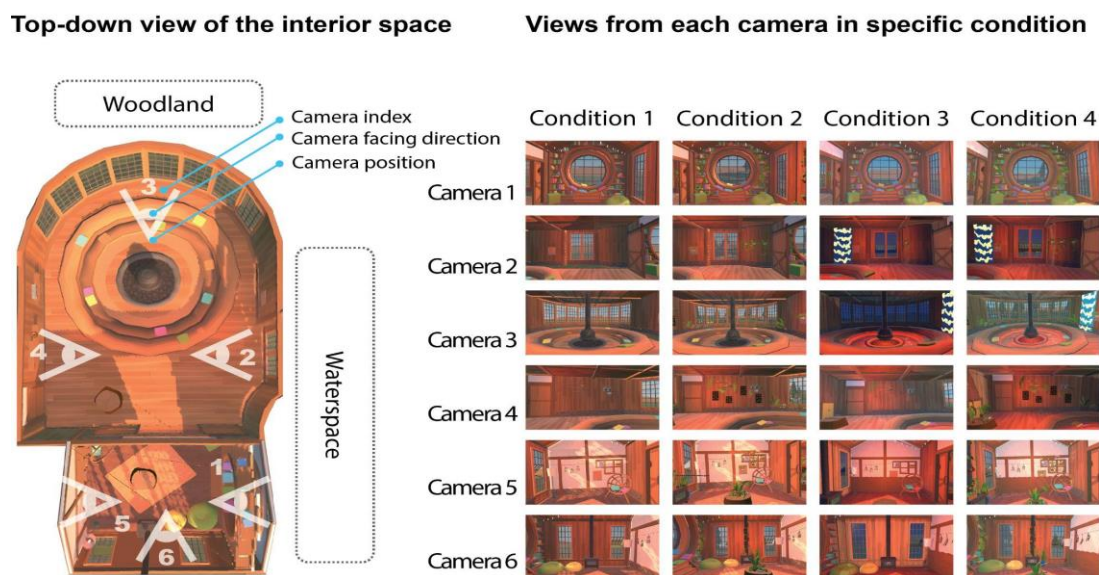 Top-down view of the interior space
Views from each camera in specific condition
Woodland
Camera index
Camera facing direction
Camera position
3
4
2
Waterspace
1
5
6
Condition 1
Condition 2
Condition 3
Condition 4
Camera 1
Camera 2
Camera 3
Camera 4
Camera 5
Camera 6